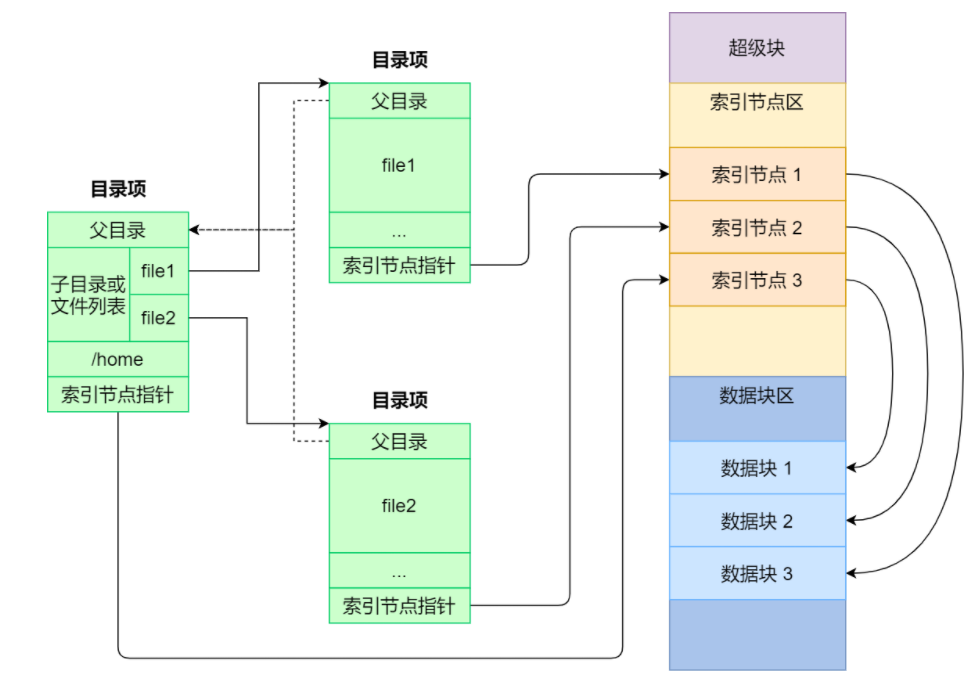 目录项
父目录
子目录或
文件列表
file1
file2
/home
索引节点指针
目录项
父目录
file1
...
索引节点指针
目录项
父目录
file2
...
索引节点指针
超级块
索引节点区
索引节点 1
索引节点 2
索引节点 3
数据块区
数据块 1
数据块 2
数据块 3